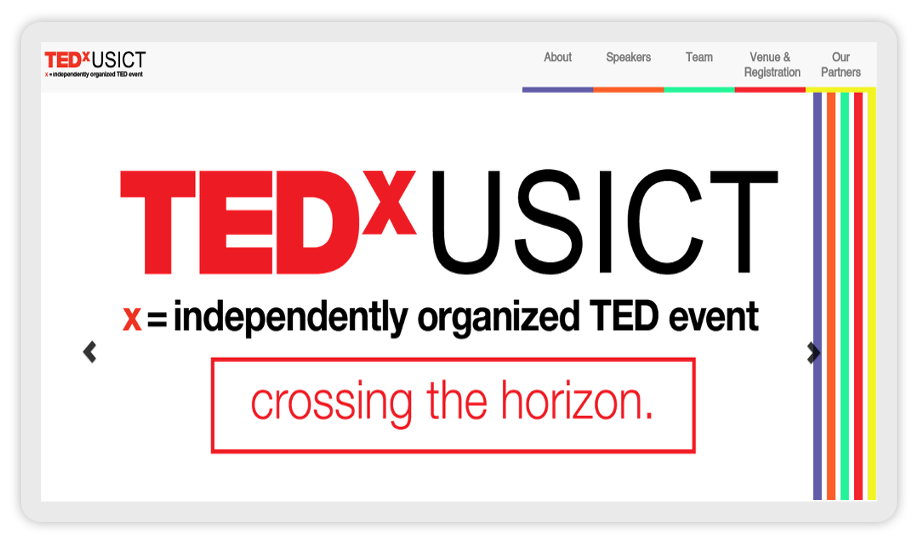 TEDxUSICT
x = independently organized TED event
About
Speakers
Team
Venue &
Registration
Our
Partners
TEDxUSICT
x = independently organized TED event
crossing the horizon.